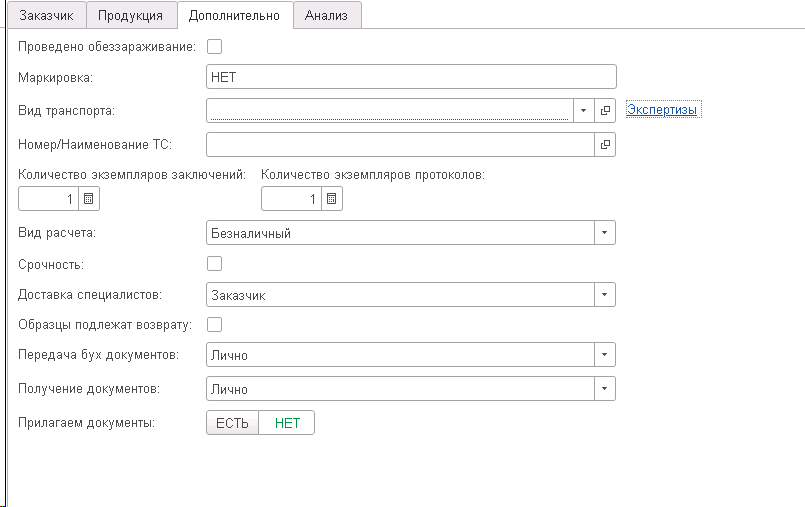 Заказчик Продукция Дополнительно Анализ
Проведено обеззараживание:
Маркировка: НЕТ
Вид транспорта: Экспертизы
Номер/Наименование ТС:
Количество экземпляров заключений: Количество экземпляров протоколов:
1 1
Вид расчета: Безналичный
Срочность:
Доставка специалистов: Заказчик
Образцы подлежат возврату:
Передача бух документов: Лично
Получение документов: Лично
Прилагаем документы: ЕСТЬ НЕТ